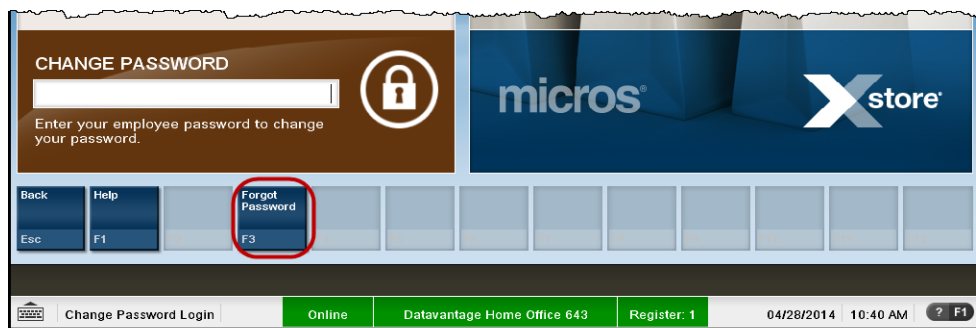 CHANGE PASSWORD
Enter your employee password to change
your password.
micros®
Xstore®
Back
Help
Forgot
Password
Esc
F1
F3
Change Password Login
Online
Datavantage Home Office 643
Register: 1
04/28/2014
10:40 AM
? F1